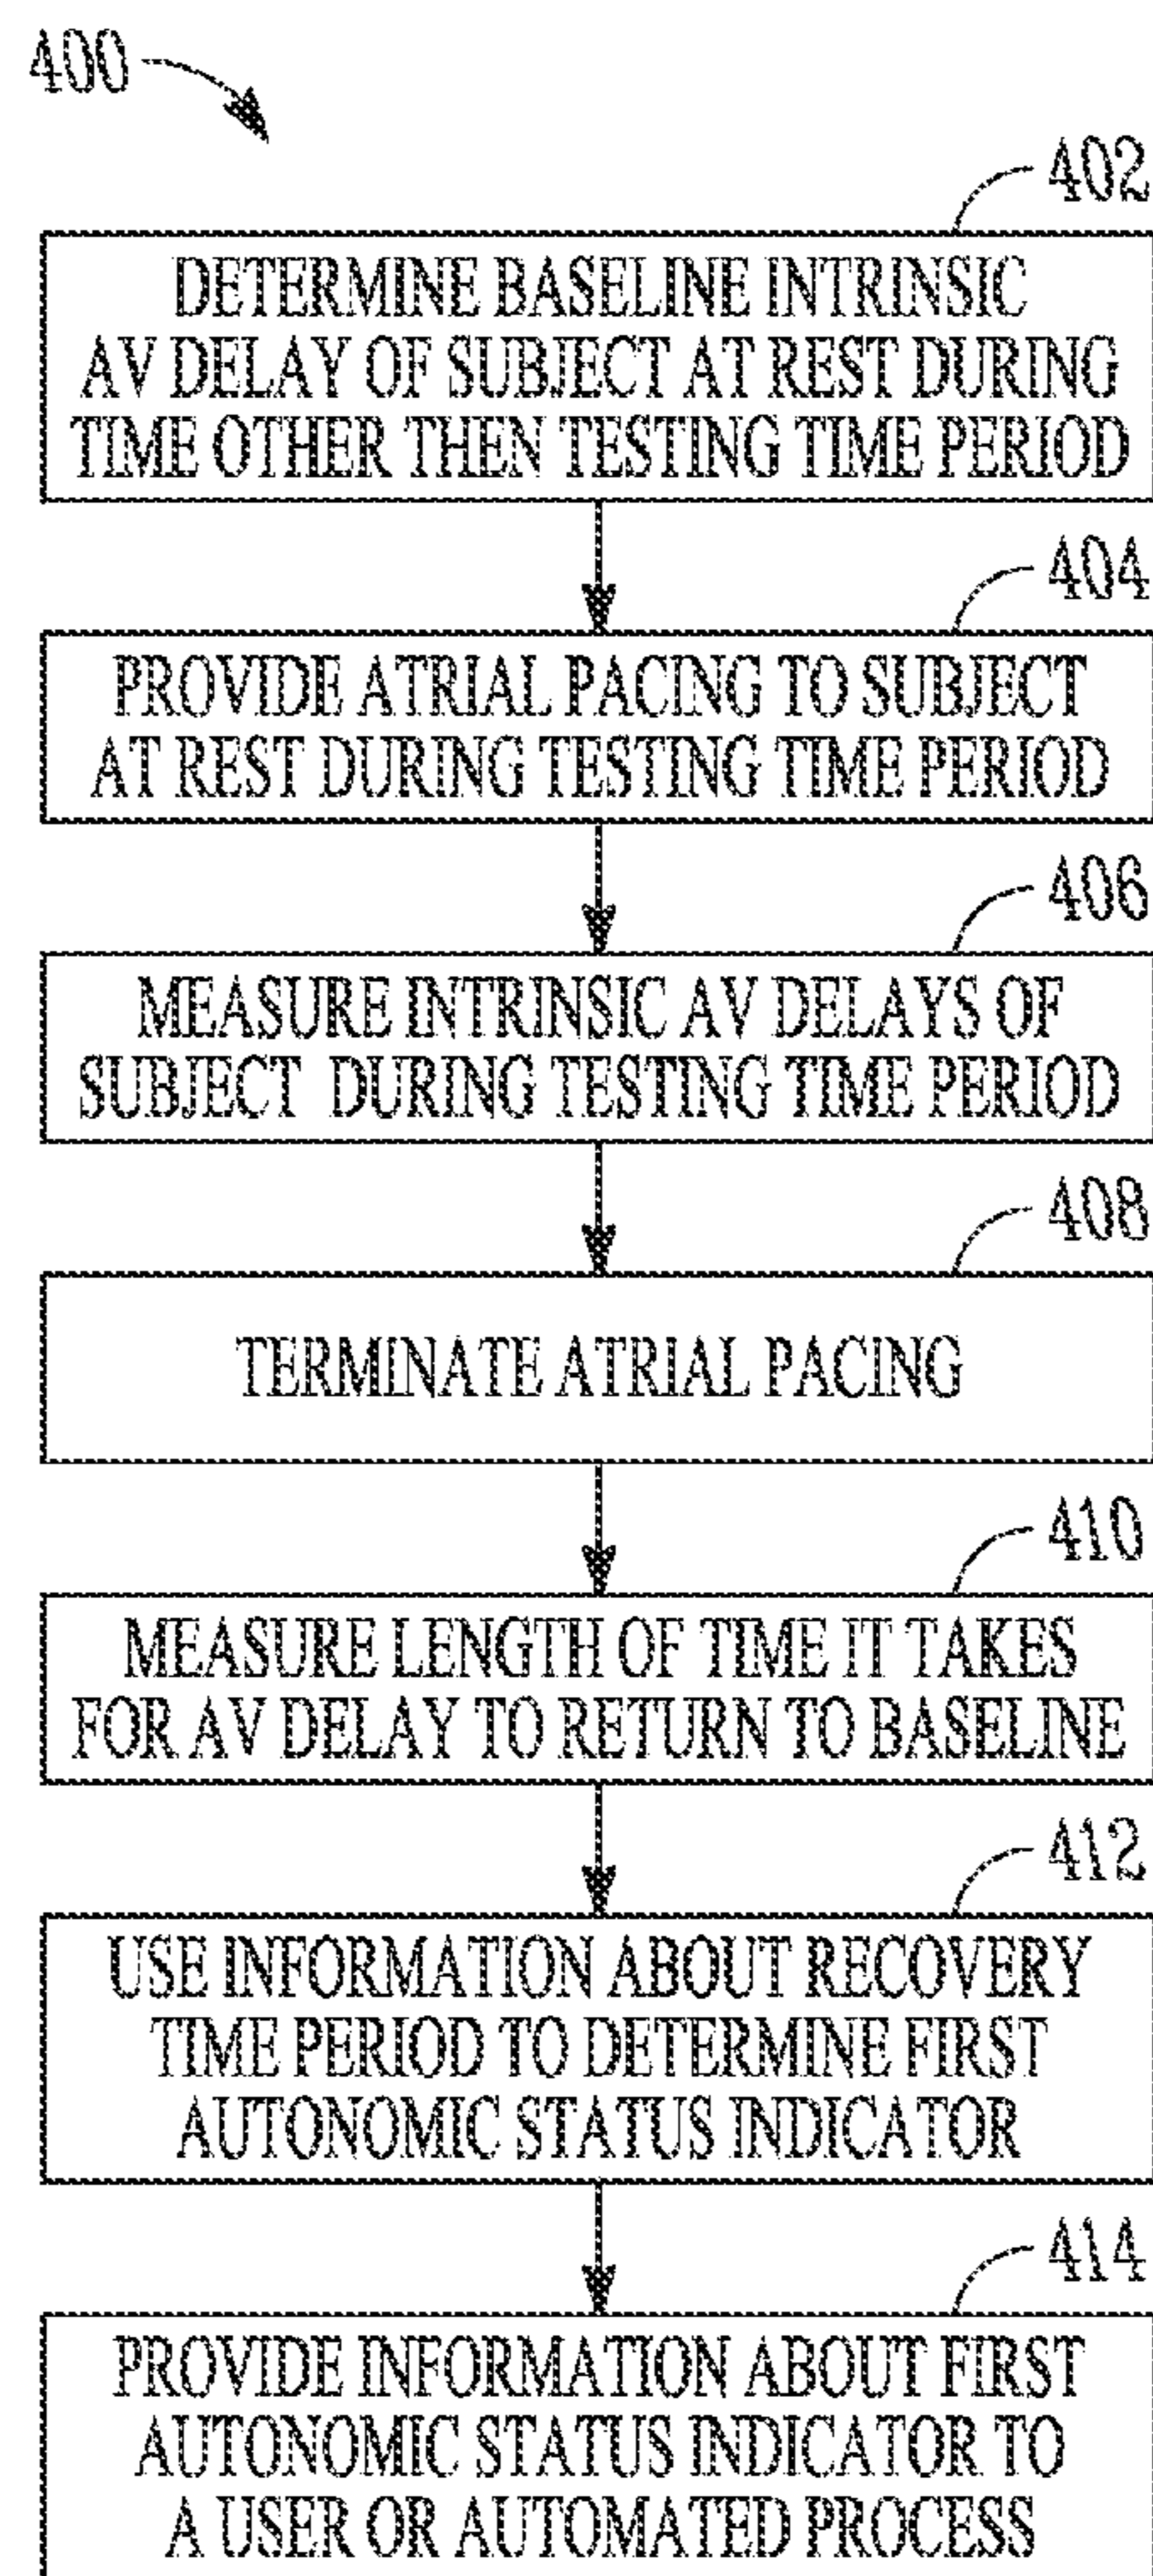 400
402
DETERMINE BASELINE INTRINSIC
AV DELAY OF SUBJECT AT REST DURING
TIME OTHER THEN TESTING TIME PERIOD
404
PROVIDE ATRIAL PACING TO SUBJECT
AT REST DURING TESTING TIME PERIOD
406
MEASURE INTRINSIC AV DELAYS OF
SUBJECT DURING TESTING TIME PERIOD
408
TERMINATE ATRIAL PACING
410
MEASURE LENGTH OF TIME IT TAKES
FOR AV DELAY TO RETURN TO BASELINE
412
USE INFORMATION ABOUT RECOVERY
TIME PERIOD TO DETERMINE FIRST
AUTONOMIC STATUS INDICATOR
414
PROVIDE INFORMATION ABOUT FIRST
AUTONOMIC STATUS INDICATOR TO
A USER OR AUTOMATED PROCESS